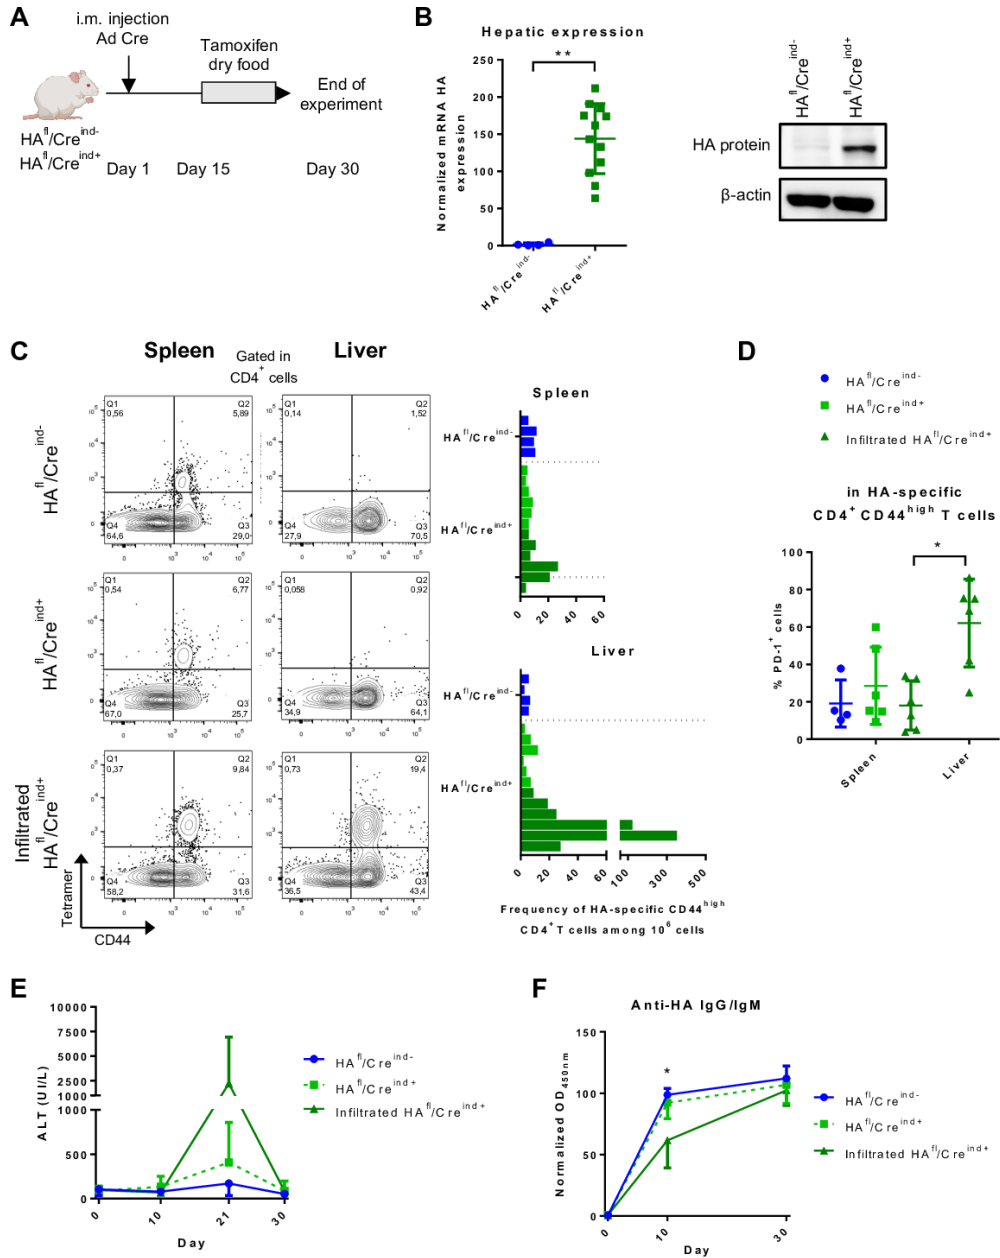 A
i.m. injection
Ad Cre
Tamoxifen
dry food
End of
experiment
HAfl/Creind-
HAfl/Creind+
Day 1
Day 15
Day 30
B
Hepatic expression
**
Normalized mRNA HA
expression
250
200
150
100
50
0
HAfl/Creind-
HAfl/Creind+
HAfl/Creind-
HAfl/Creind+
HA protein
β-actin
C
Spleen
Gated in
CD4+ cells
Liver
HAfl/Creind-
Q1
0,56
Q2
5,89
Q4
64,6
Q3
29,0
Q1
0,14
Q2
1,52
Q4
27,9
Q3
70,5
HAfl/Creind+
Q1
0,54
Q2
6,77
Q4
67,0
Q3
25,7
Q1
0,058
Q2
0,92
Q4
34,9
Q3
64,1
Infiltrated
HAfl/Creind+
Q1
0,37
Q2
9,84
Q4
58,2
Q3
31,6
Q1
0,73
Q2
19,4
Q4
36,5
Q3
43,4
Tetramer
CD44
Spleen
HAfl/Creind-
HAfl/Creind+
0
20
40
60
Liver
HAfl/Creind-
HAfl/Creind+
0
20
40
60
100
300
500
Frequency of HA-specific CD44high
CD4+T cells among 106 cells
D
HAfl/Creind-
HAfl/Creind+
Infiltrated HAfl/Creind+
in HA-specific
CD4+ CD44high T cells
*
% PD-1+ cells
100
80
60
40
20
0
Spleen
Liver
E
ALT (UI/L)
10000
7500
5000
2500
1000
1000
500
0
0
10
21
30
Day
HAfl/Creind-
HAfl/Creind+
Infiltrated HAfl/Creind+
F
Anti-HA IgG/IgM
*
Normalized OD450nm
150
100
50
0
0
10
30
Day
HAfl/Creind-
HAfl/Creind+
Infiltrated HAfl/Creind+